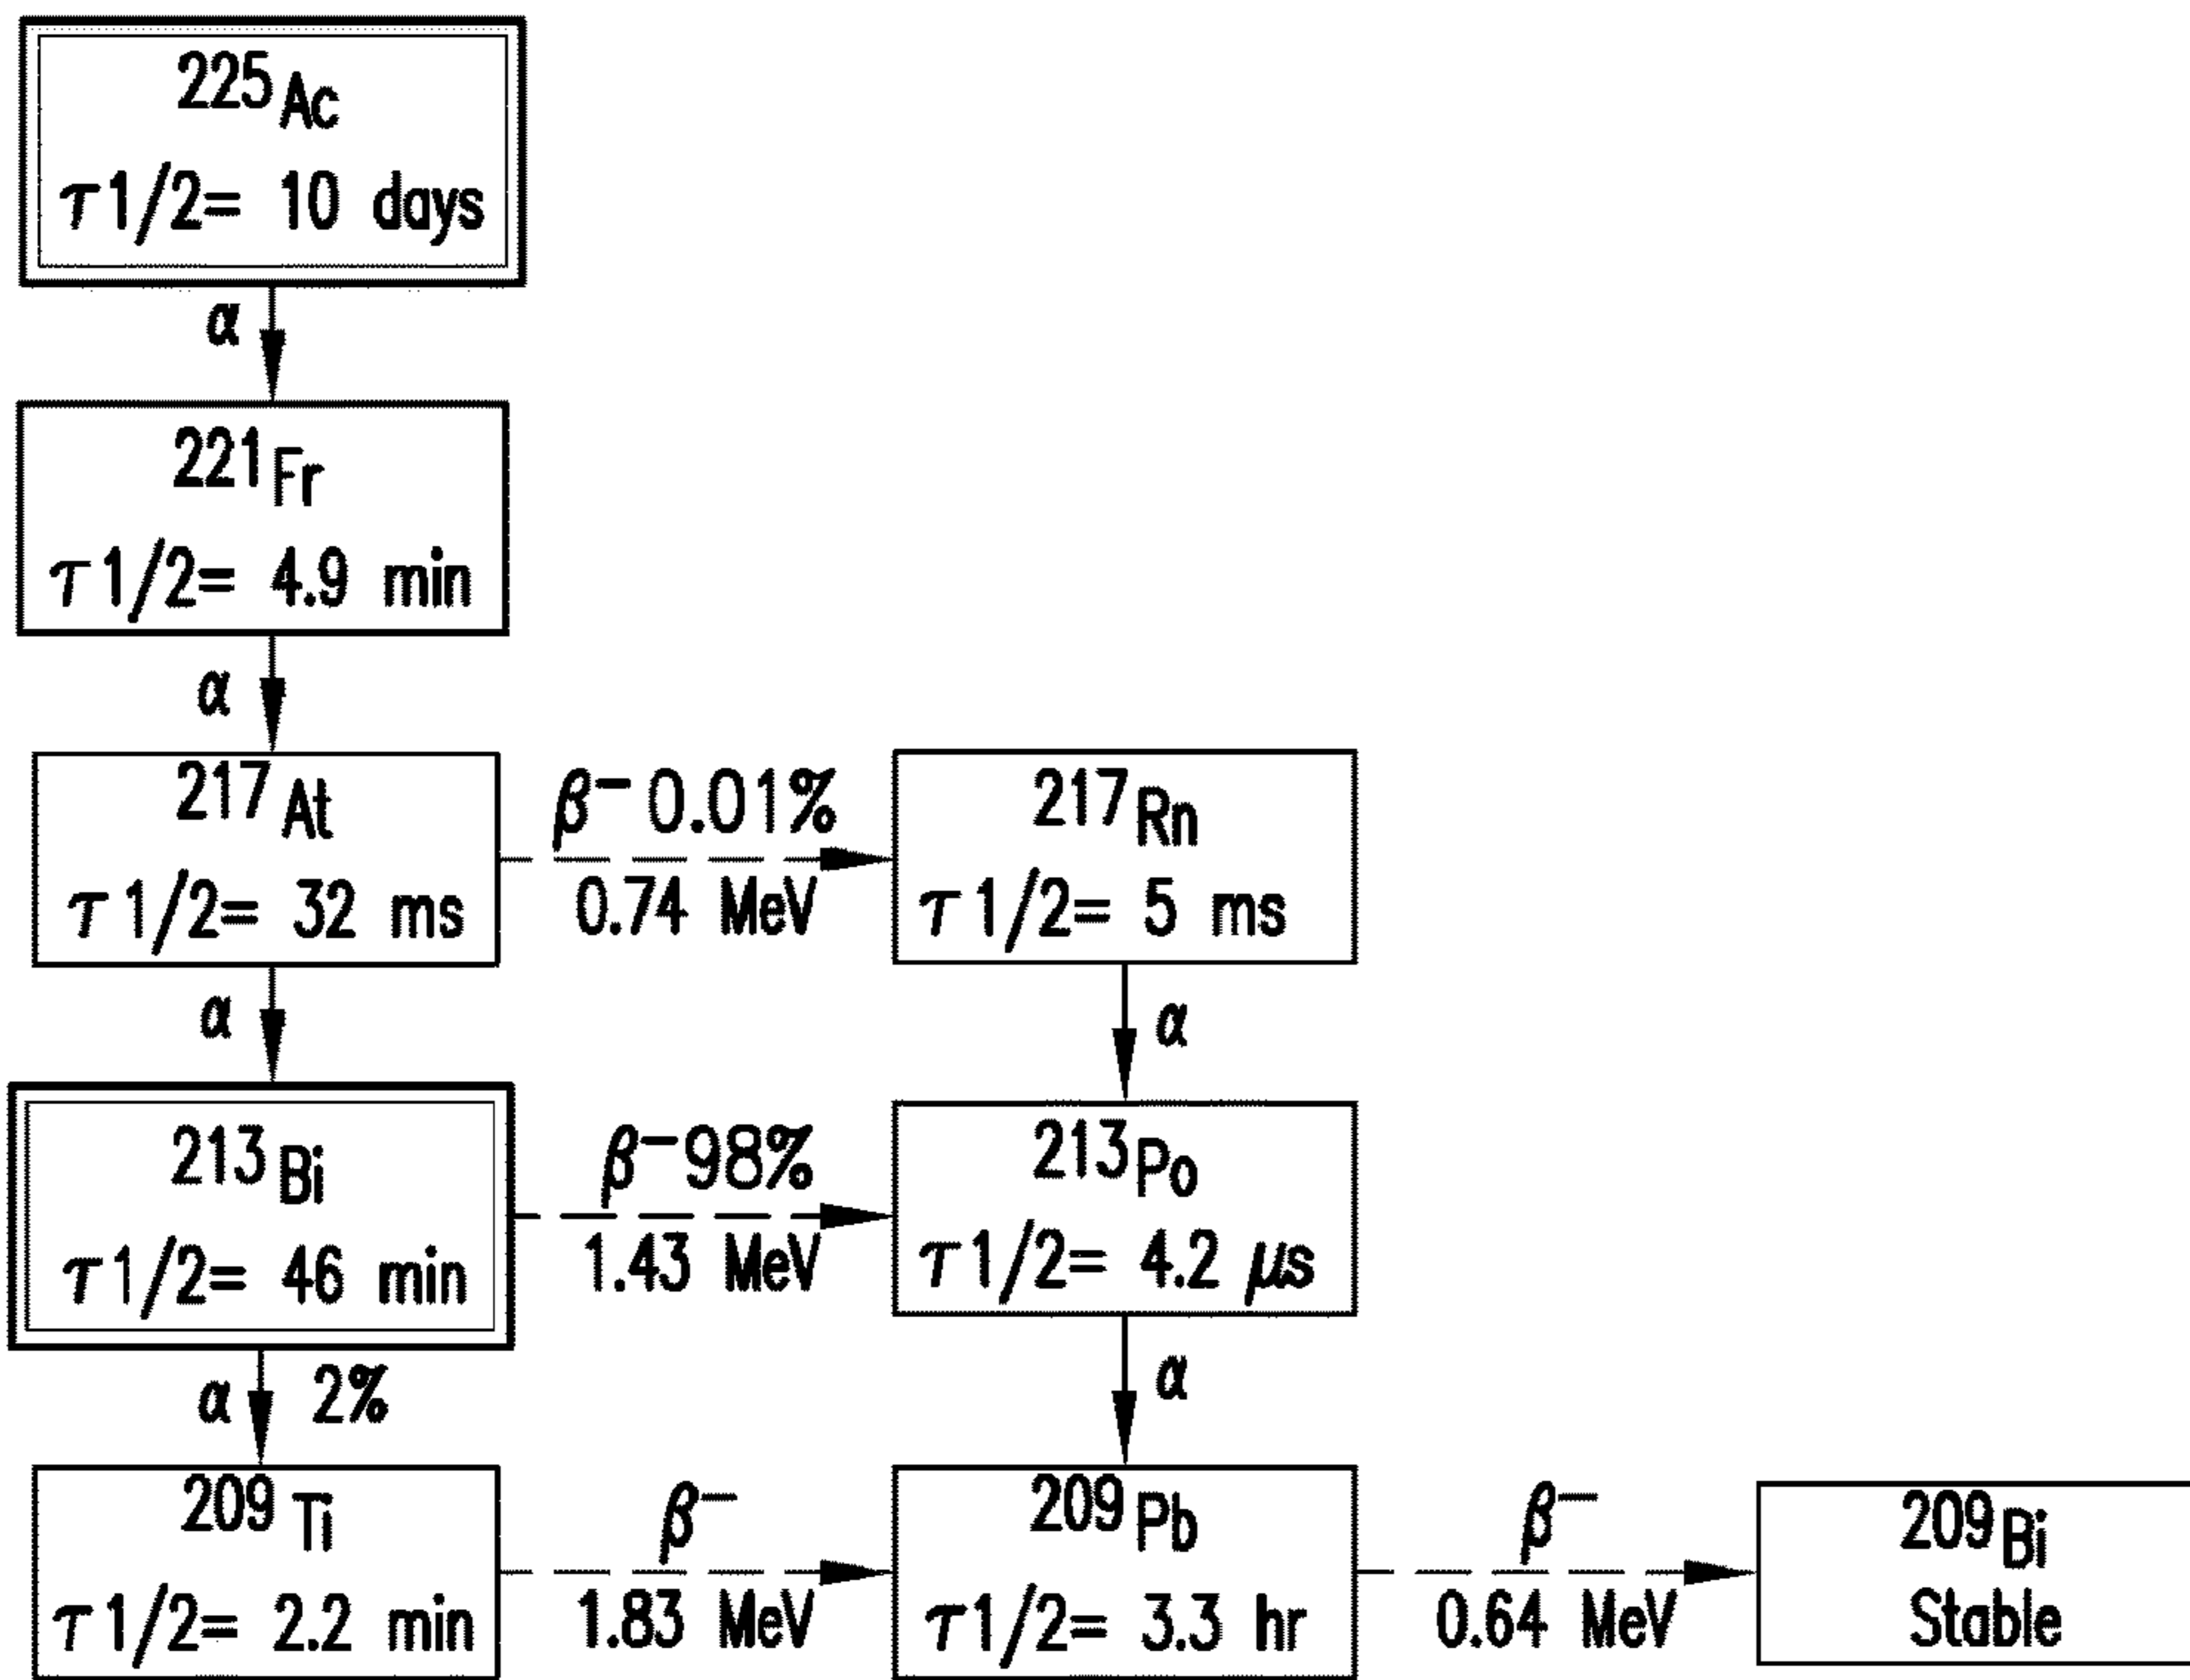 225Ac
τ1/2= 10 days
α
221Fr
τ1/2= 4.9 min
α
217At
τ1/2= 32 ms
β−0.01%
0.74 MeV
217Rn
τ1/2= 5 ms
α
α
213Bi
τ1/2= 46 min
β−98%
1.43 MeV
213Po
τ1/2= 4.2 μs
α 2%
α
209Ti
τ1/2= 2.2 min
β−
1.83 MeV
209Pb
τ1/2= 3.3 hr
β−
0.64 MeV
209Bi
Stable